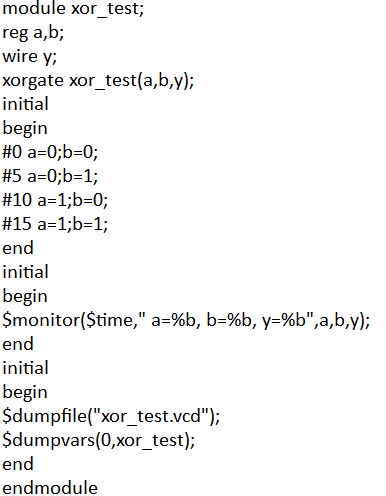 module xor_test;
reg a,b;
wire y;
xorgate xor_test(a,b,y);
initial
begin
#0 a=0;b=0;
#5 a=0;b=1;
#10 a=1;b=0;
#15 a=1;b=1;
end
initial
begin
$monitor($time," a=%b, b=%b, y=%b",a,b,y);
end
initial
begin
$dumpfile("xor_test.vcd");
$dumpvars(0,xor_test);
end
endmodule